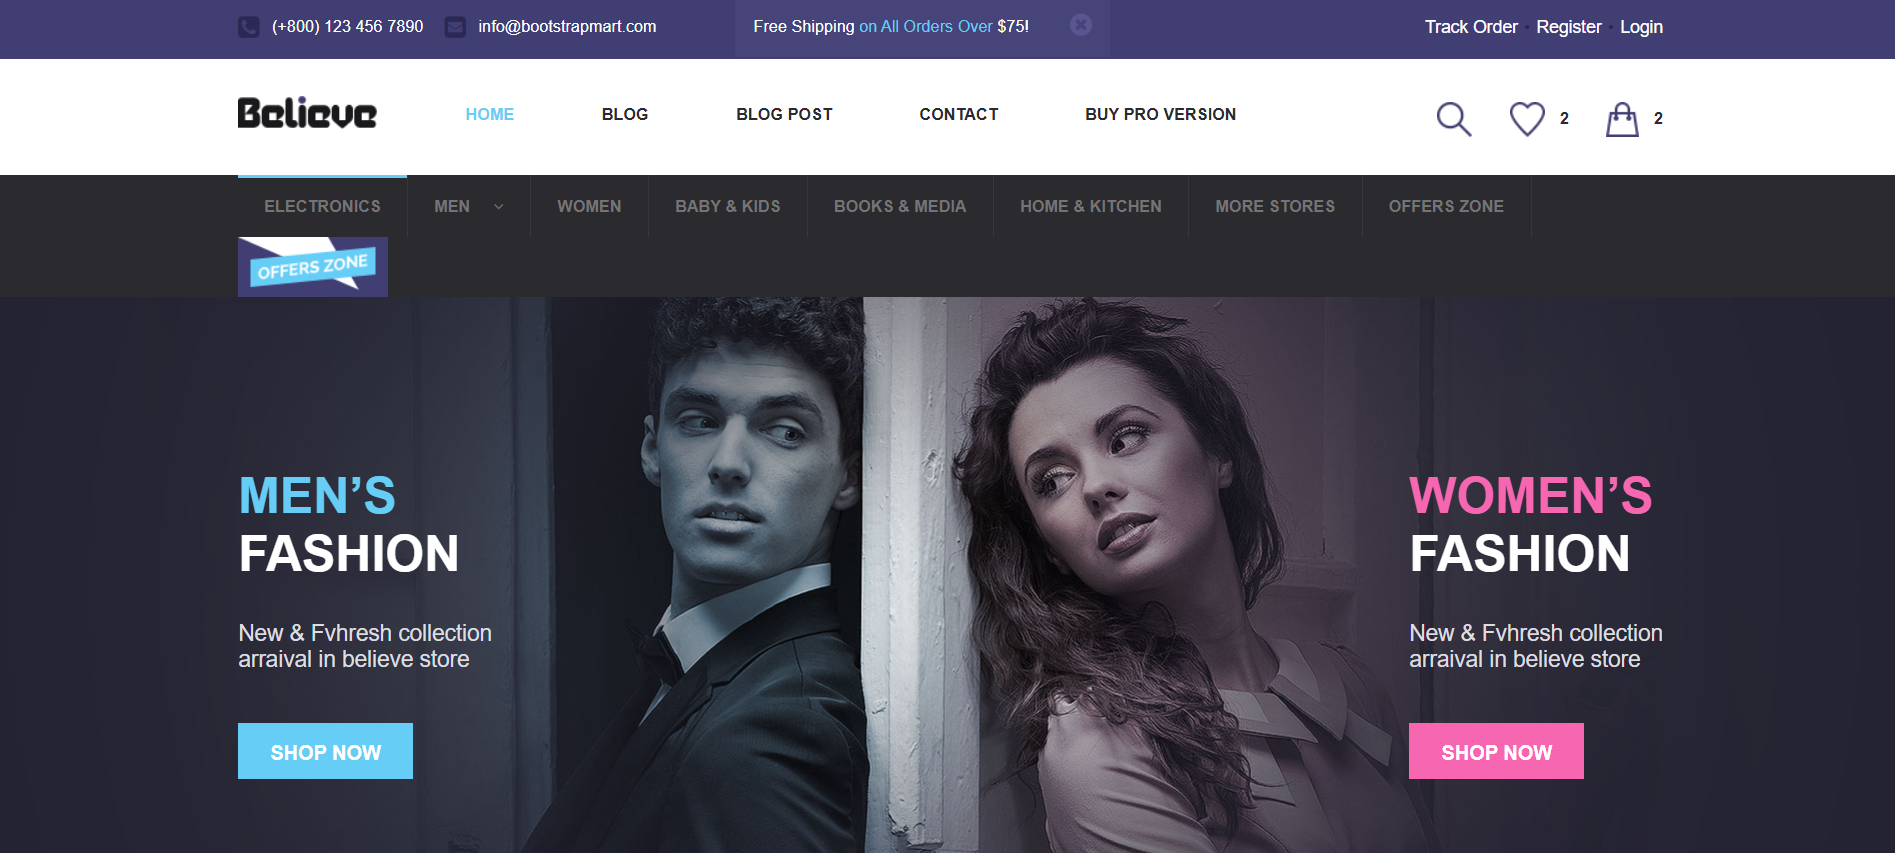 (+800) 123 456 7890 info@bootstrapmart.com Free Shipping on All Orders Over $75! Track Order Register Login
Believe HOME BLOG BLOG POST CONTACT BUY PRO VERSION 2 2
ELECTRONICS MEN WOMEN BABY & KIDS BOOKS & MEDIA HOME & KITCHEN MORE STORES OFFERS ZONE
OFFERS ZONE
MEN’S
FASHION
New & Fvhresh collection
arraival in believe store
SHOP NOW
WOMEN’S
FASHION
New & Fvhresh collection
arraival in believe store
SHOP NOW